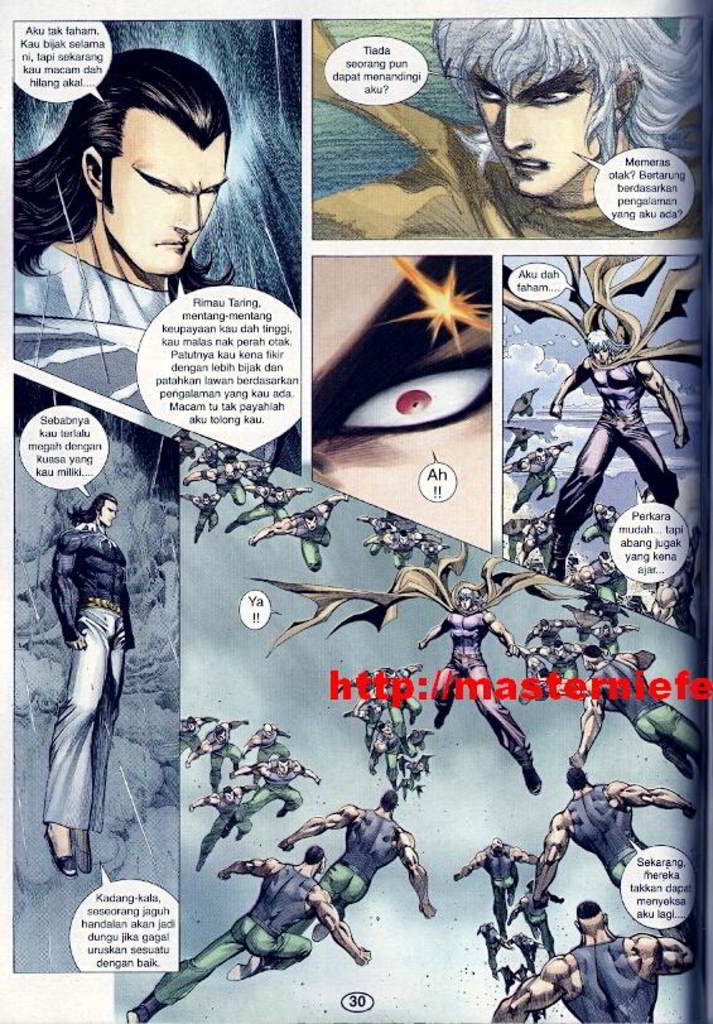 Aku tak faham.
Kau bijak selama
ni, tapi sekarang
kau macam dah
hilang akal....
Tiada
seorang pun
dapat menandingi
aku?
Memeras
otak? Bertarung
berdasarkan
pengalaman
yang aku ada?
Rimau Taring,
mentang-mentang
keupayaan kau dah tinggi,
kau malas nak perah otak.
Patutnya kau kena fikir
dengan lebih bijak dan
patahkan lawan berdasarkan
pengalaman yang kau ada.
Macam tu tak payahlah
aku tolong kau.
Ah
!!
Aku dah
faham....
Perkara
mudah... tapi
abang jugak
yang kena
ajar...
Sebabnya
kau terlalu
megah dengan
kuasa yang
kau miliki....
Ya
!!
http://masterniefe
Kadang-kala,
seseorang jaguh
handalan akan jadi
dungu jika gagal
uruskan sesuatu
dengan baik.
Sekarang,
mereka
takkan dapat
menyeksa
aku lagi....
30